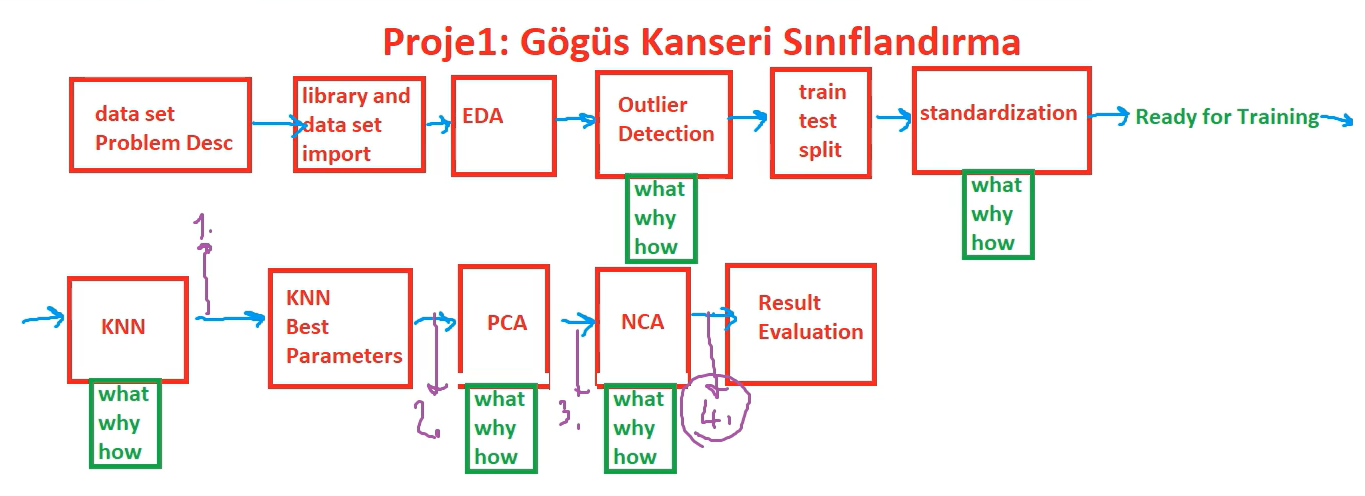 Proje1: Gögüs Kanseri Sınıflandırma
data set
Problem Desc
library and
data set
import
EDA
Outlier
Detection
what
why
how
train
test
split
standardization
what
why
how
Ready for Training
1.
KNN
what
why
how
KNN
Best
Parameters
2.
PCA
what
why
how
3.
NCA
what
why
how
4.
Result
Evaluation